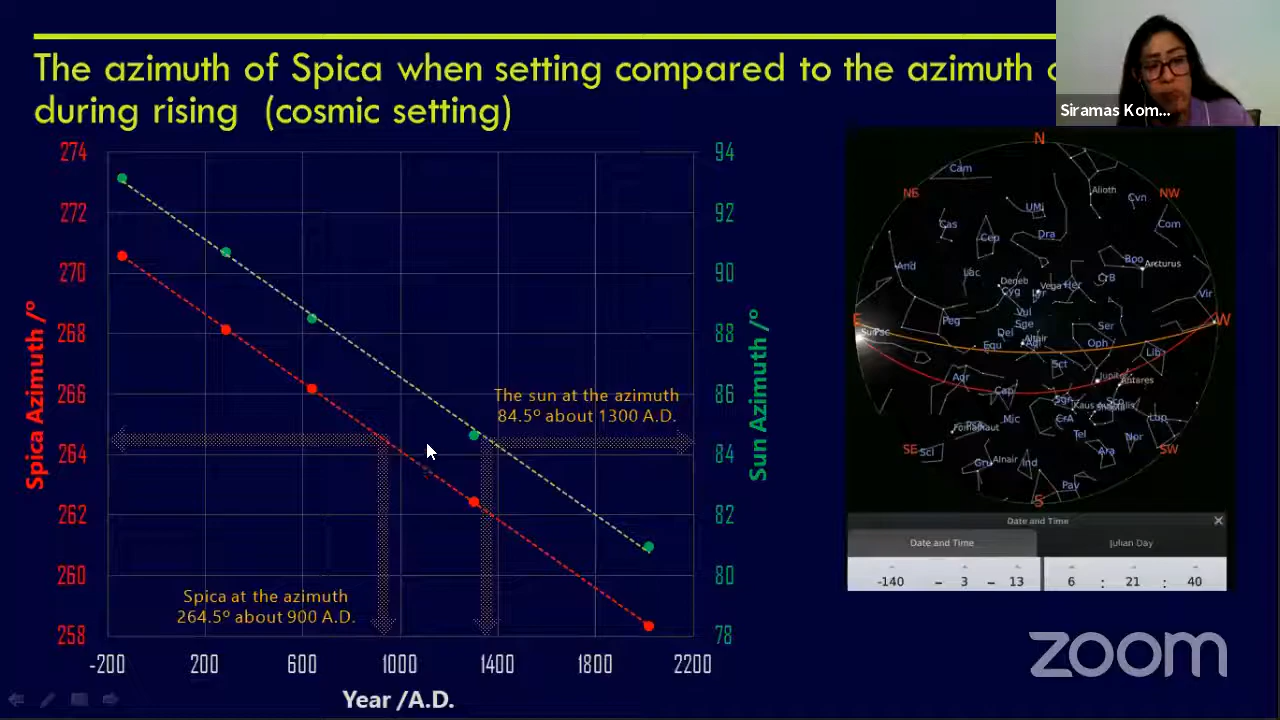 The azimuth of Spica when setting compared to the azimuth
during rising (cosmic setting)
Siramas Kom...
274
272
270
268
266
264
262
260
258
Spica Azimuth /º
94
92
90
88
86
84
82
80
78
Sun Azimuth /º
The sun at the azimuth
84.5º about 1300 A.D.
Spica at the azimuth
264.5º about 900 A.D.
-200 200 600 1000 1400 1800 2200
Year /A.D.
N
Cam
Alioth
NE
NW
Cvn
UMi
Cas
Com
Cep
Dra
Boo
Arcturus
And
Lac
CrB
Deneb
Vega
Her
Cyg
Lyr
Vir
Peg
Vul
Sge
E
W
Sun
Psc
Del
Altair
Ser
Equ
Oph
Lib
Sct
Aqr
Jupiter
Antares
Cap
Sco
Kaus
Mic
CrA
Lup
Fomalhaut
Tel
Nor
SE
Scl
Ara
SW
Gru
Alnair
Ind
Pav
S
Date and Time
Date and Time
Julian Day
-140 - 3 - 13 6 : 21 : 40
zoom